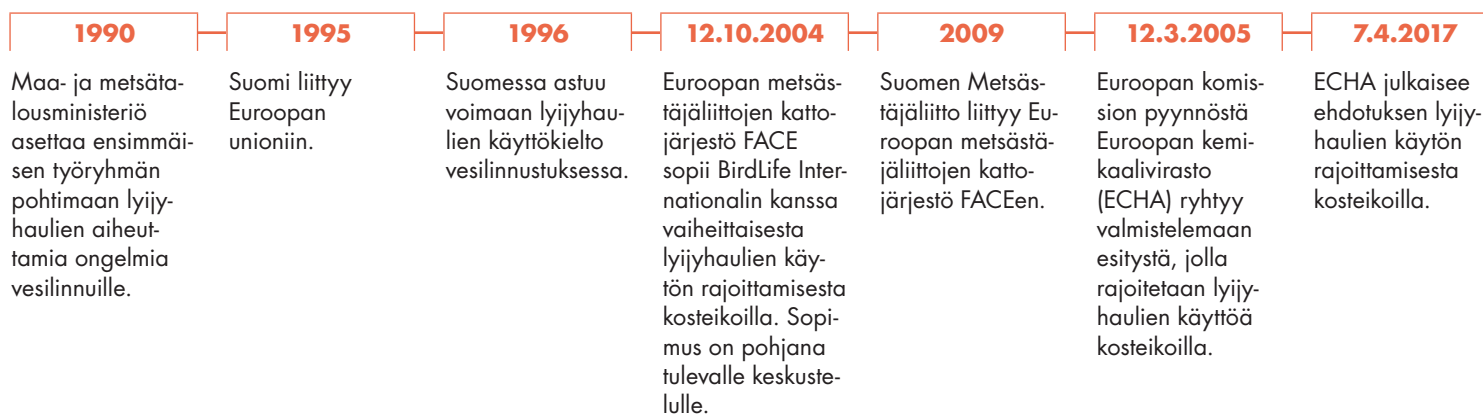 1990
Maa- ja metsäta-
lousministeriö
asettaa ensimmäi-
sen työryhmän
pohtimaan lyijy-
haulien aiheut-
tamia ongelmia
vesilinnuille.
1995
Suomi liittyy
Euroopan
unioniin.
1996
Suomessa astuu
voimaan lyijyhau-
lien käyttökielto
vesilinnustuksessa.
12.10.2004
Euroopan metsäs-
täjäliittojen katto-
järjestö FACE
sopii BirdLife Inter-
nationalin kanssa
vaiheittaisesta
lyijyhaulien käy-
tön rajoittamisesta
kosteikoilla. Sopi-
mus on pohjana
tulevalle keskuste-
lulle.
2009
Suomen Metsäs-
täjäliitto liittyy Eu-
roopan metsästä-
jäliittojen katto-
järjestö FACEen.
12.3.2005
Euroopan komis-
sion pyynnöstä
Euroopan kemi-
kaalivirasto
(ECHA) ryhtyy
valmistelemaan
esitystä, jolla
rajoitetaan lyijy-
haulien käyttöä
kosteikoilla.
7.4.2017
ECHA julkaisee
ehdotuksen lyijy-
haulien käytön
rajoittamisesta
kosteikoilla.